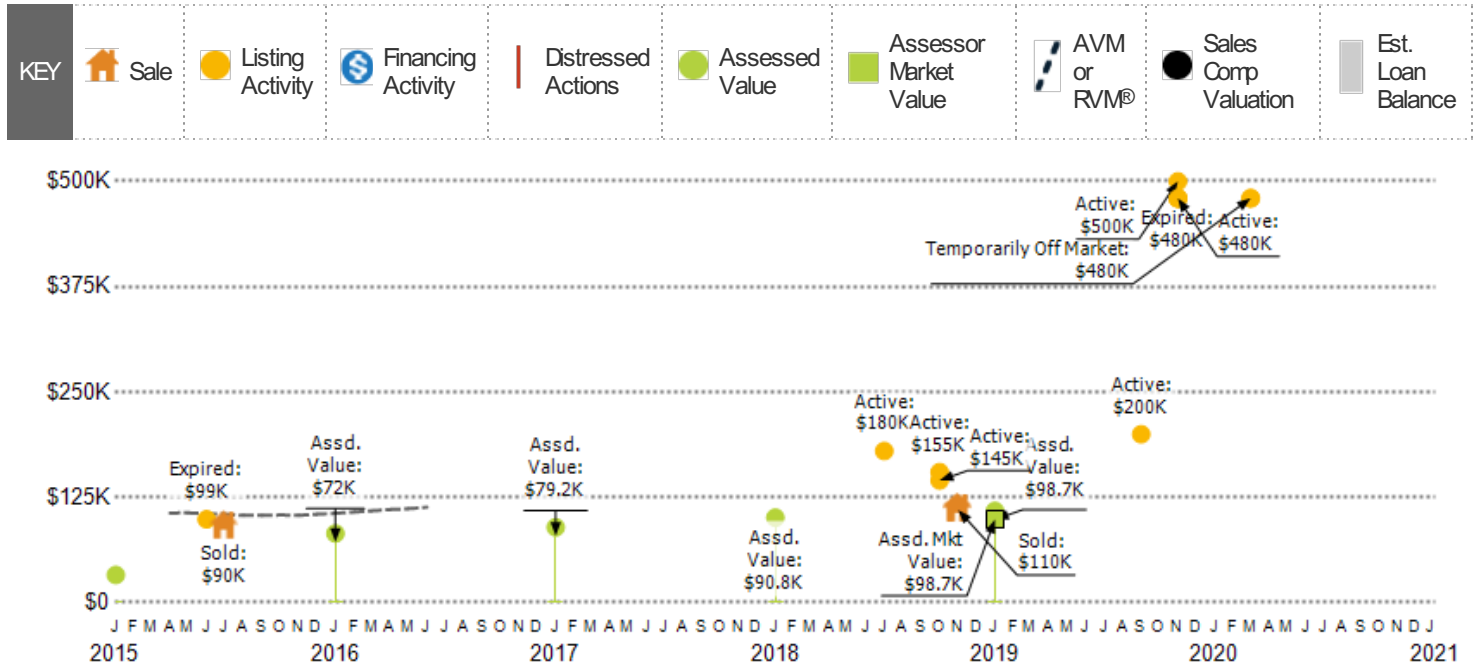 KEY
Sale
Listing
Activity
Financing
Activity
Distressed
Actions
Assessed
Value
Assessor
Market
Value
AVM
or
RVM®
Sales
Comp
Valuation
Est.
Loan
Balance
$500K
Active:
$500K
Expired:
$480K
Active:
$480K
Temporarily Off Market:
$480K
$375K
$250K
Active:
$180K
Active:
$155K
Active:
$145K
Assd.
Value:
$98.7K
Active:
$200K
Expired:
$99K
Assd.
Value:
$72K
Assd.
Value:
$79.2K
$125K
Sold:
$90K
Assd.
Value:
$90.8K
Assd. Mkt
Value:
$98.7K
Sold:
$110K
$0
J F M A M J J A S O N D J F M A M J J A S O N D J F M A M J J A S O N D J F M A M J J A S O N D J F M A M J J A S O N D J F M A M J J A S O N D J
2015 2016 2017 2018 2019 2020 2021